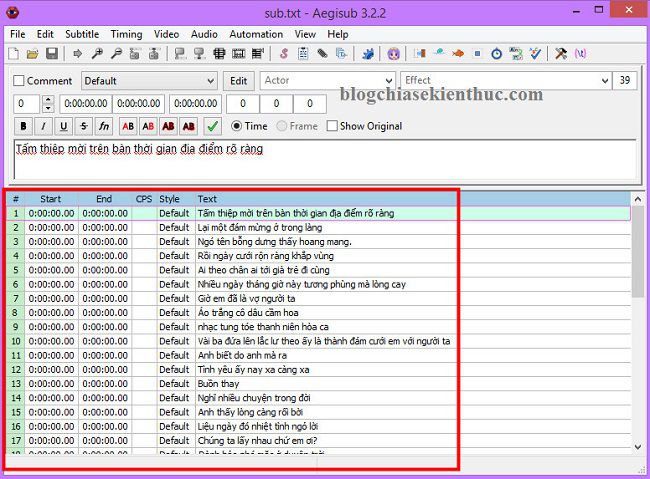 sub.txt - Aegisub 3.2.2
File Edit Subtitle Timing Video Audio Automation View Help
Comment Default Edit Actor Effect 39
0 0:00:00.00 0:00:00.00 0:00:00.00 0 0 0
blogchiasekienthuc.com
B I U S fn AB AB AB AB Time Frame Show Original
Tấm thiệp mời trên bàn thời gian địa điểm rõ ràng
# Start End CPS Style Text
1 0:00:00.00 0:00:00.00 Default Tấm thiệp mời trên bàn thời gian địa điểm rõ ràng
2 0:00:00.00 0:00:00.00 Default Lại một đám mừng ở trong làng
3 0:00:00.00 0:00:00.00 Default Ngó tên bỗng dưng thấy hoang mang.
4 0:00:00.00 0:00:00.00 Default Rồi ngày cưới rộn ràng khắp vùng
5 0:00:00.00 0:00:00.00 Default Ai theo chân ai tới già trẻ đi cùng
6 0:00:00.00 0:00:00.00 Default Nhiều ngày tháng giờ này tương phùng mà lòng cay
7 0:00:00.00 0:00:00.00 Default Giờ em đã là vợ người ta
8 0:00:00.00 0:00:00.00 Default Áo trắng cô dâu cầm hoa
9 0:00:00.00 0:00:00.00 Default nhạc tung tóe thanh niên hòa ca
10 0:00:00.00 0:00:00.00 Default Vài ba đứa lên lắc lư theo ấy là thành đám cưới em với người ta
11 0:00:00.00 0:00:00.00 Default Anh biết do anh mà ra
12 0:00:00.00 0:00:00.00 Default Tình yêu ấy nay xa càng xa
13 0:00:00.00 0:00:00.00 Default Buồn thay
14 0:00:00.00 0:00:00.00 Default Nghĩ nhiều chuyện trong đời
15 0:00:00.00 0:00:00.00 Default Anh thấy lòng càng rối bời
16 0:00:00.00 0:00:00.00 Default Liệu ngày đó nhiệt tình ngỏ lời
17 0:00:00.00 0:00:00.00 Default Chúng ta lấy nhau chứ em ơi?